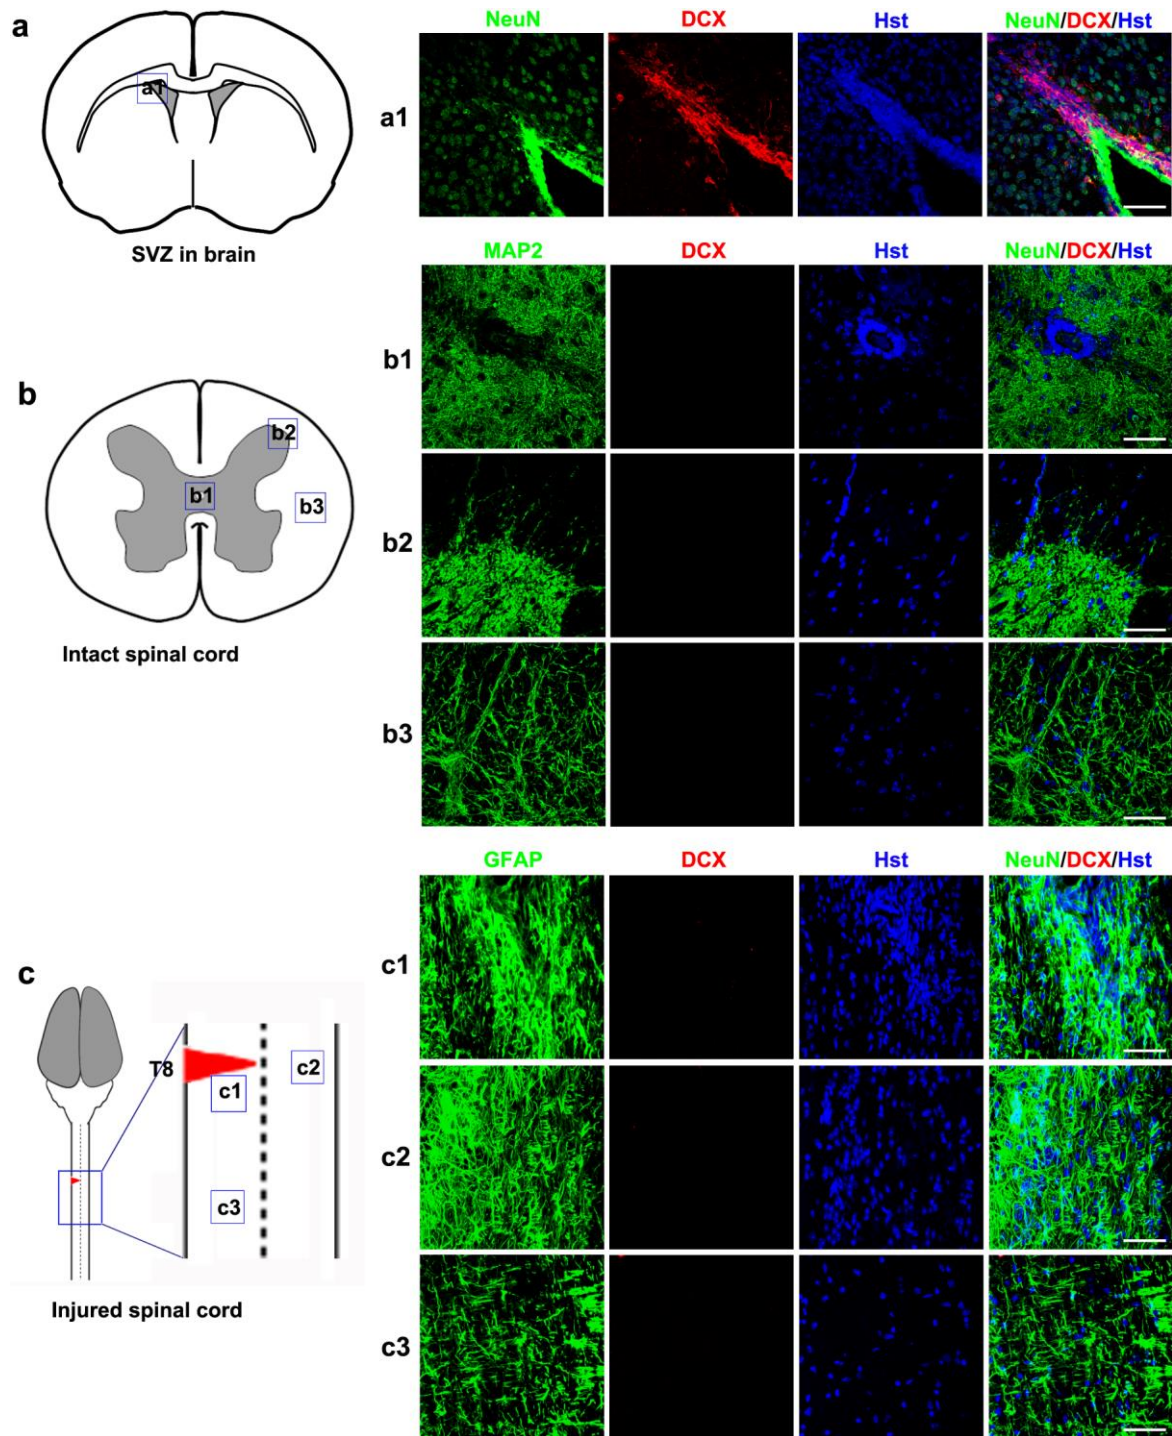 a
a1
SVZ in brain
NeuN DCX Hst NeuN/DCX/Hst
a1
MAP2 DCX Hst NeuN/DCX/Hst
b1
b2
b3
b
b2
b1
b3
Intact spinal cord
GFAP DCX Hst NeuN/DCX/Hst
c1
c2
c3
c
T8
c1
c2
c3
Injured spinal cord